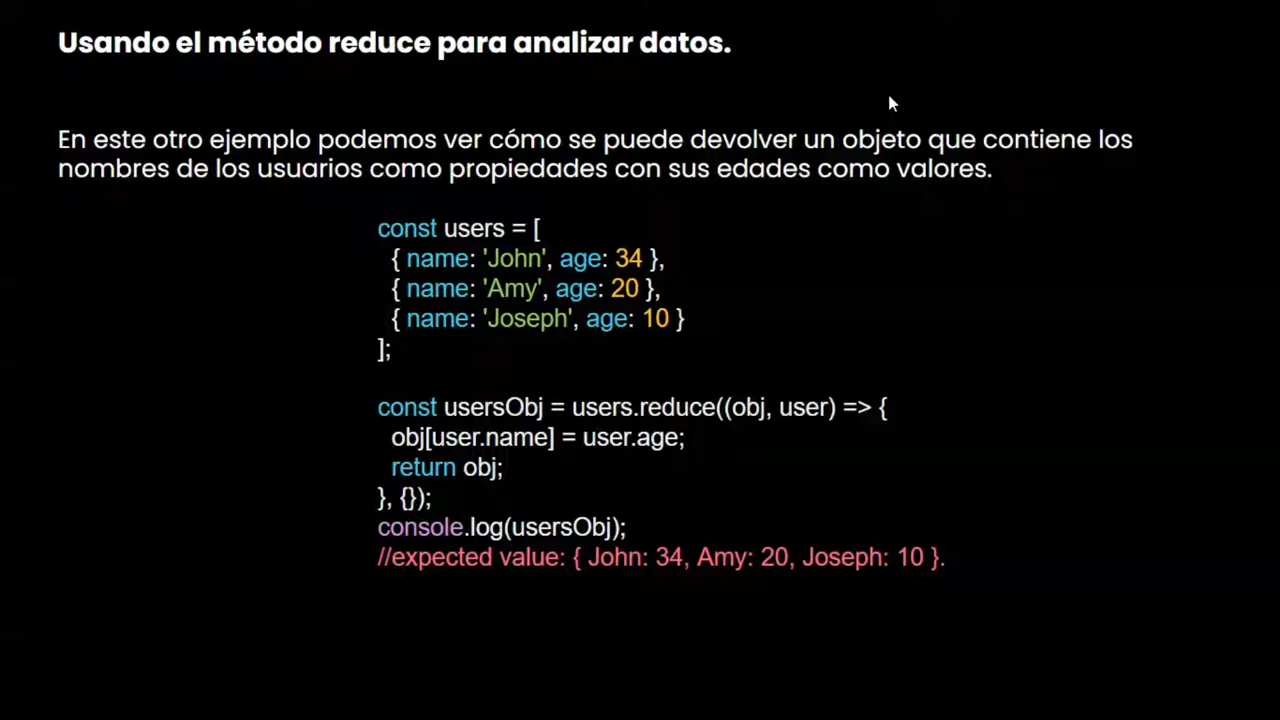 Usando el método reduce para analizar datos.
En este otro ejemplo podemos ver cómo se puede devolver un objeto que contiene los
nombres de los usuarios como propiedades con sus edades como valores.
const users = [
{ name: 'John', age: 34 },
{ name: 'Amy', age: 20 },
{ name: 'Joseph', age: 10 }
];
const usersObj = users.reduce((obj, user) => {
obj[user.name] = user.age;
return obj;
}, {});
console.log(usersObj);
//expected value: { John: 34, Amy: 20, Joseph: 10 }.